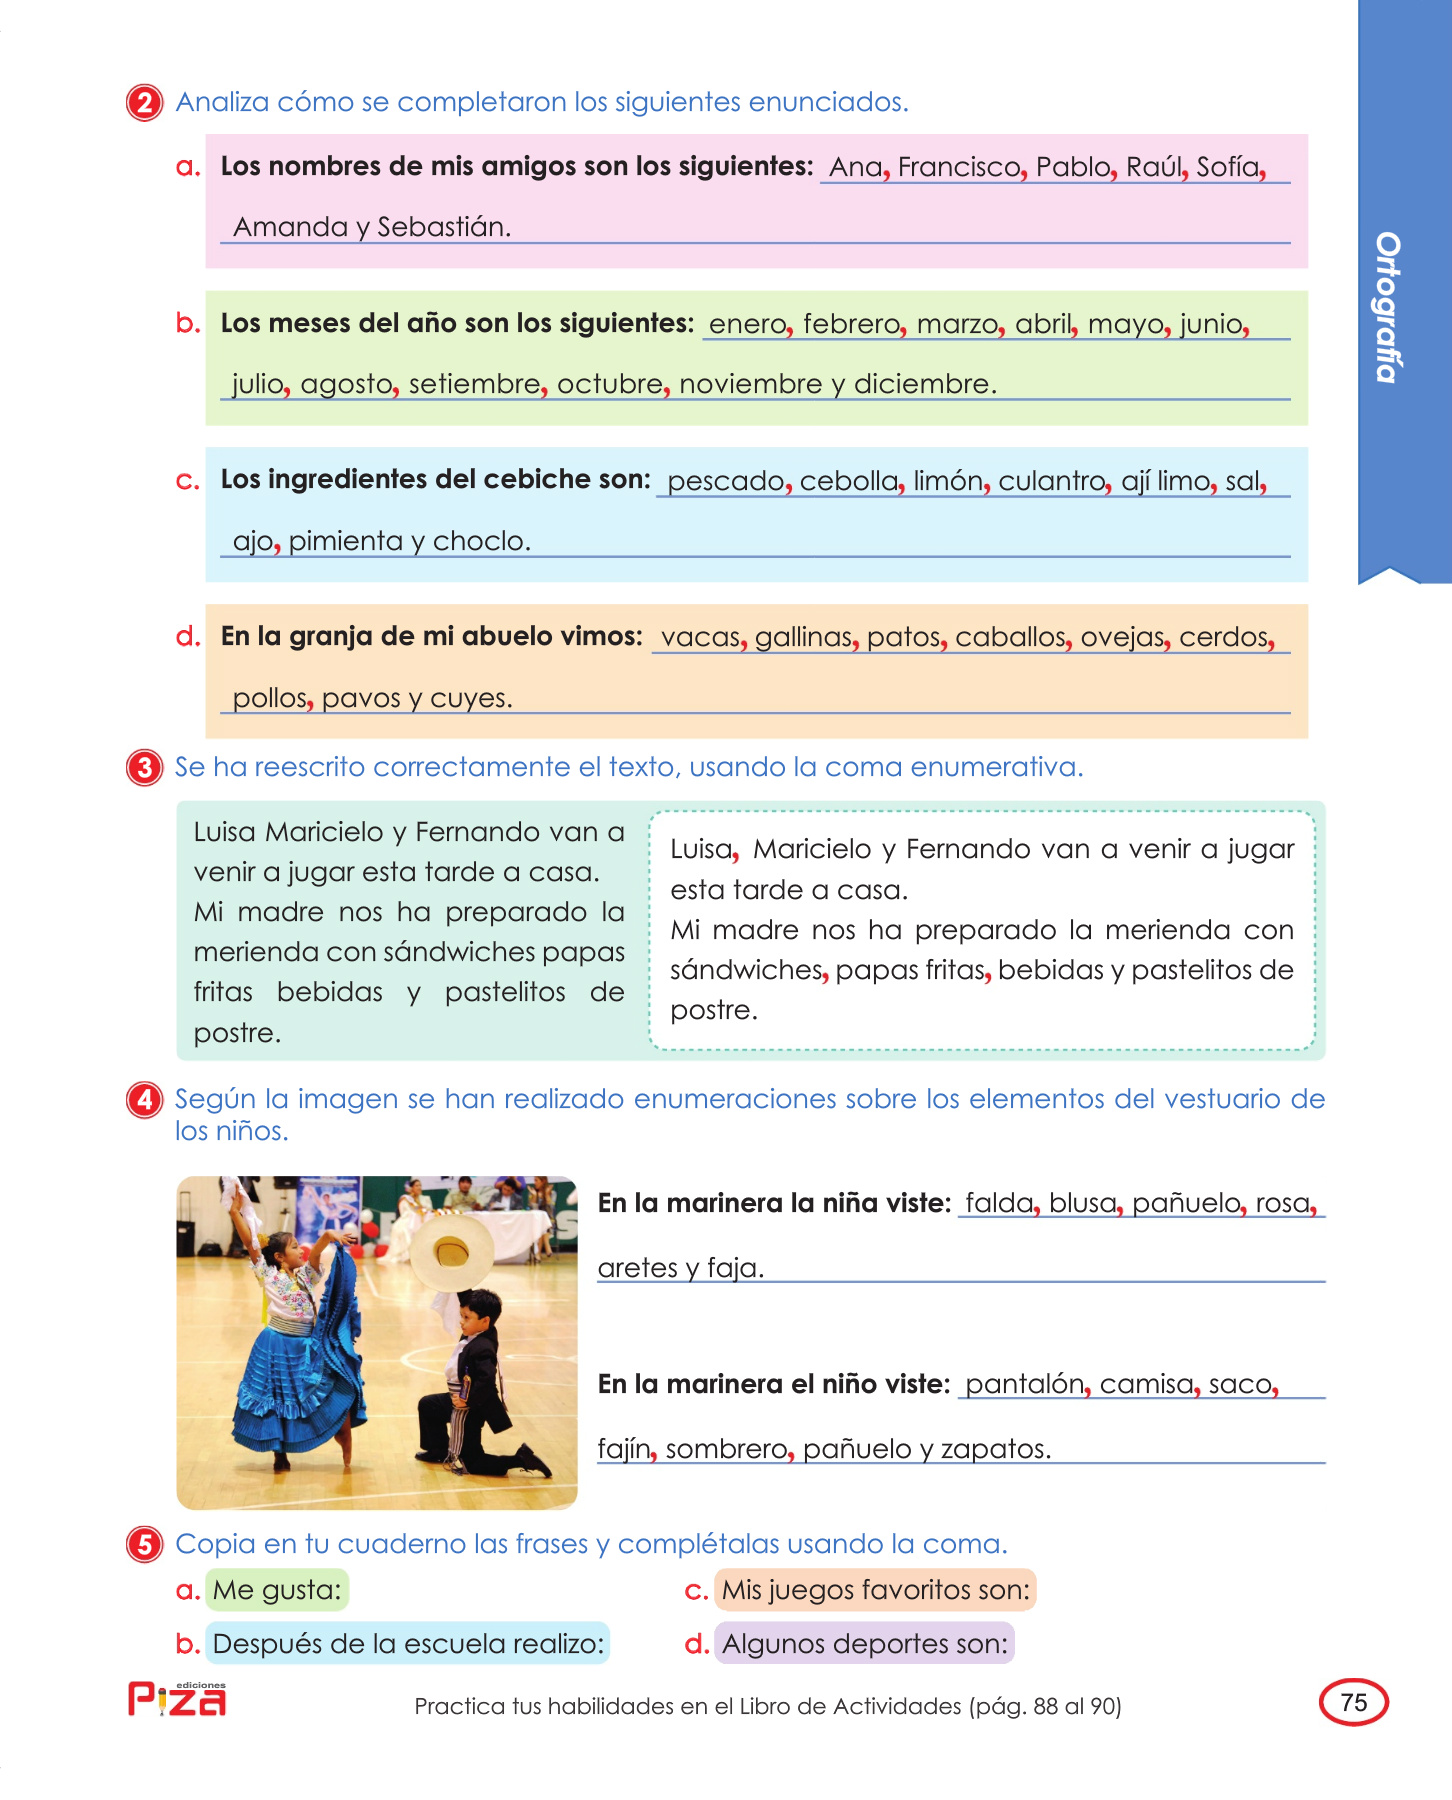 2 Analiza cómo se completaron los siguientes enunciados.
a. Los nombres de mis amigos son los siguientes: Ana, Francisco, Pablo, Raúl, Sofía,
Amanda y Sebastián.
b. Los meses del año son los siguientes: enero, febrero, marzo, abril, mayo, junio,
julio, agosto, setiembre, octubre, noviembre y diciembre.
c. Los ingredientes del cebiche son: pescado, cebolla, limón, culantro, ají limo, sal,
ajo, pimienta y choclo.
d. En la granja de mi abuelo vimos: vacas, gallinas, patos, caballos, ovejas, cerdos,
pollos, pavos y cuyes.
Ortografía
3 Se ha reescrito correctamente el texto, usando la coma enumerativa.
Luisa Maricielo y Fernando van a
venir a jugar esta tarde a casa.
Mi madre nos ha preparado la
merienda con sándwiches papas
fritas bebidas y pastelitos de
postre.
Luisa, Maricielo y Fernando van a venir a jugar
esta tarde a casa.
Mi madre nos ha preparado la merienda con
sándwiches, papas fritas, bebidas y pastelitos de
postre.
4 Según la imagen se han realizado enumeraciones sobre los elementos del vestuario de
los niños.
En la marinera la niña viste: falda, blusa, pañuelo, rosa,
aretes y faja.
En la marinera el niño viste: pantalón, camisa, saco,
fajín, sombrero, pañuelo y zapatos.
5 Copia en tu cuaderno las frases y complétalas usando la coma.
a. Me gusta:
b. Después de la escuela realizo:
c. Mis juegos favoritos son:
d. Algunos deportes son:
ediciones
Piza
Practica tus habilidades en el Libro de Actividades (pág. 88 al 90)
75